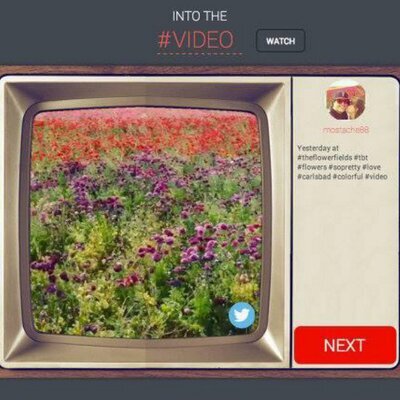 INTO THE
#VIDEO
WATCH
mostacha88
Yesterday at
#theflowerfields #tbt
#flowers #sopretty #love
#carlsbad #colorful #video
NEXT